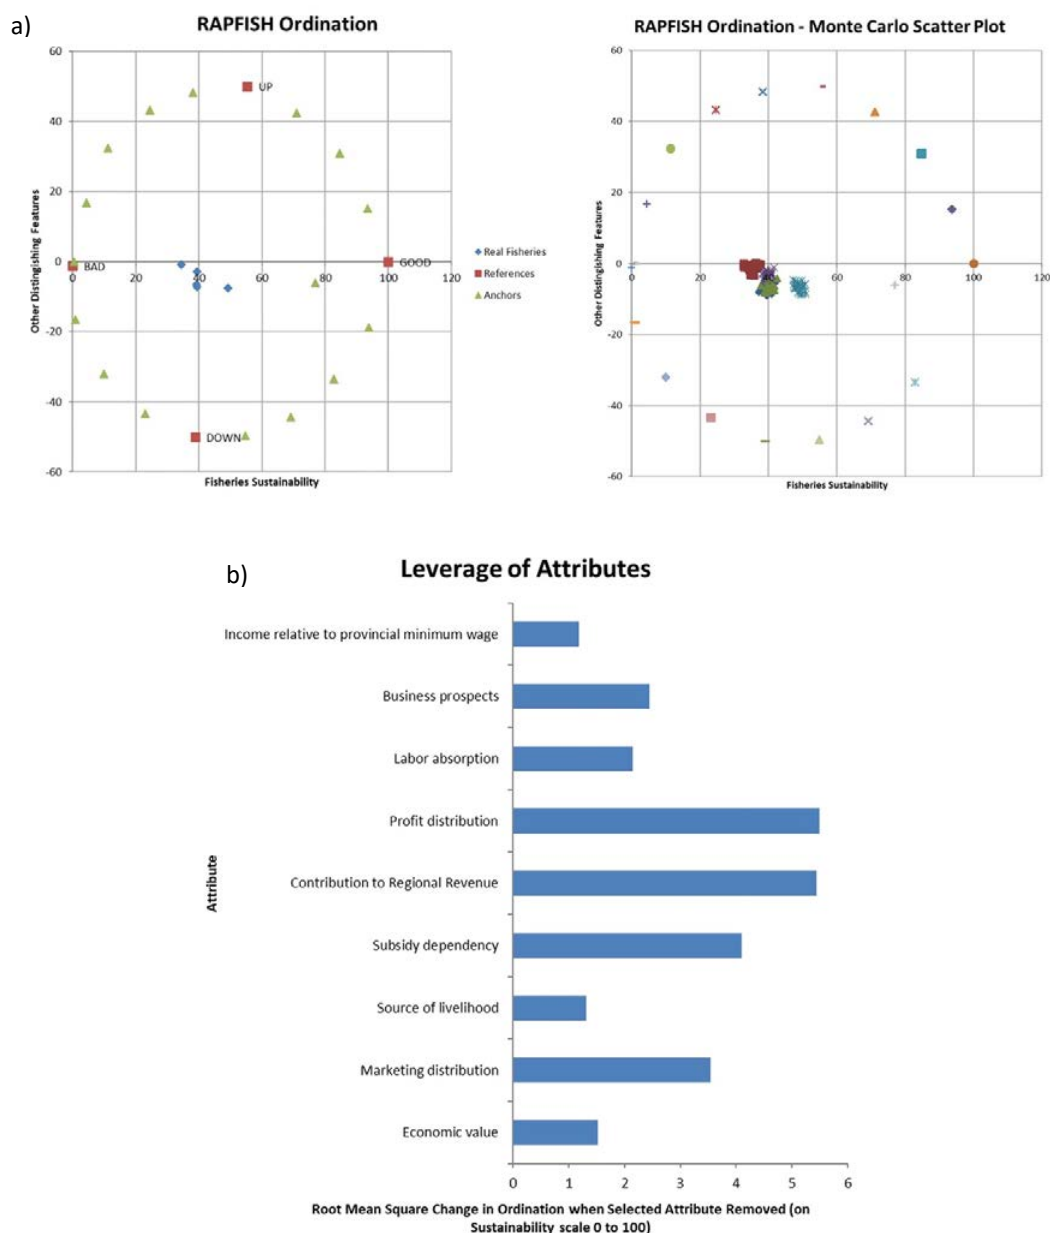 a)
RAPFISH Ordination
60
40
20
0
-20
-40
-60
0 20 40 60 80 100 120
UP
BAD
GOOD
DOWN
Other Distingishing Features
Fisheries Sustainability
Real Fisheries
References
Anchors
RAPFISH Ordination - Monte Carlo Scatter Plot
60
40
20
0
-20
-40
-60
0 20 40 60 80 100 120
Other Distingishing Features
Fisheries Sustainability
b)
Leverage of Attributes
Attribute
Income relative to provincial minimum wage
Business prospects
Labor absorption
Profit distribution
Contribution to Regional Revenue
Subsidy dependency
Source of livelihood
Marketing distribution
Economic value
0 1 2 3 4 5 6
Root Mean Square Change in Ordination when Selected Attribute Removed (on
Sustainability scale 0 to 100)